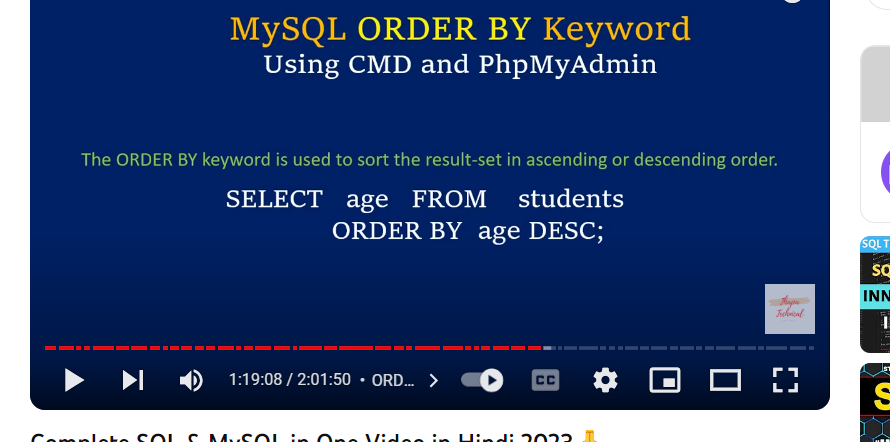 MySQL ORDER BY Keyword
Using CMD and PhpMyAdmin
The ORDER BY keyword is used to sort the result-set in ascending or descending order.
SELECT age FROM students
ORDER BY age DESC;
Technical
1:19:08 / 2:01:50 • ORD...
CC
Complete SQL & MySQL in One Video in Hindi 2023
SQL T
SQ
INN
S